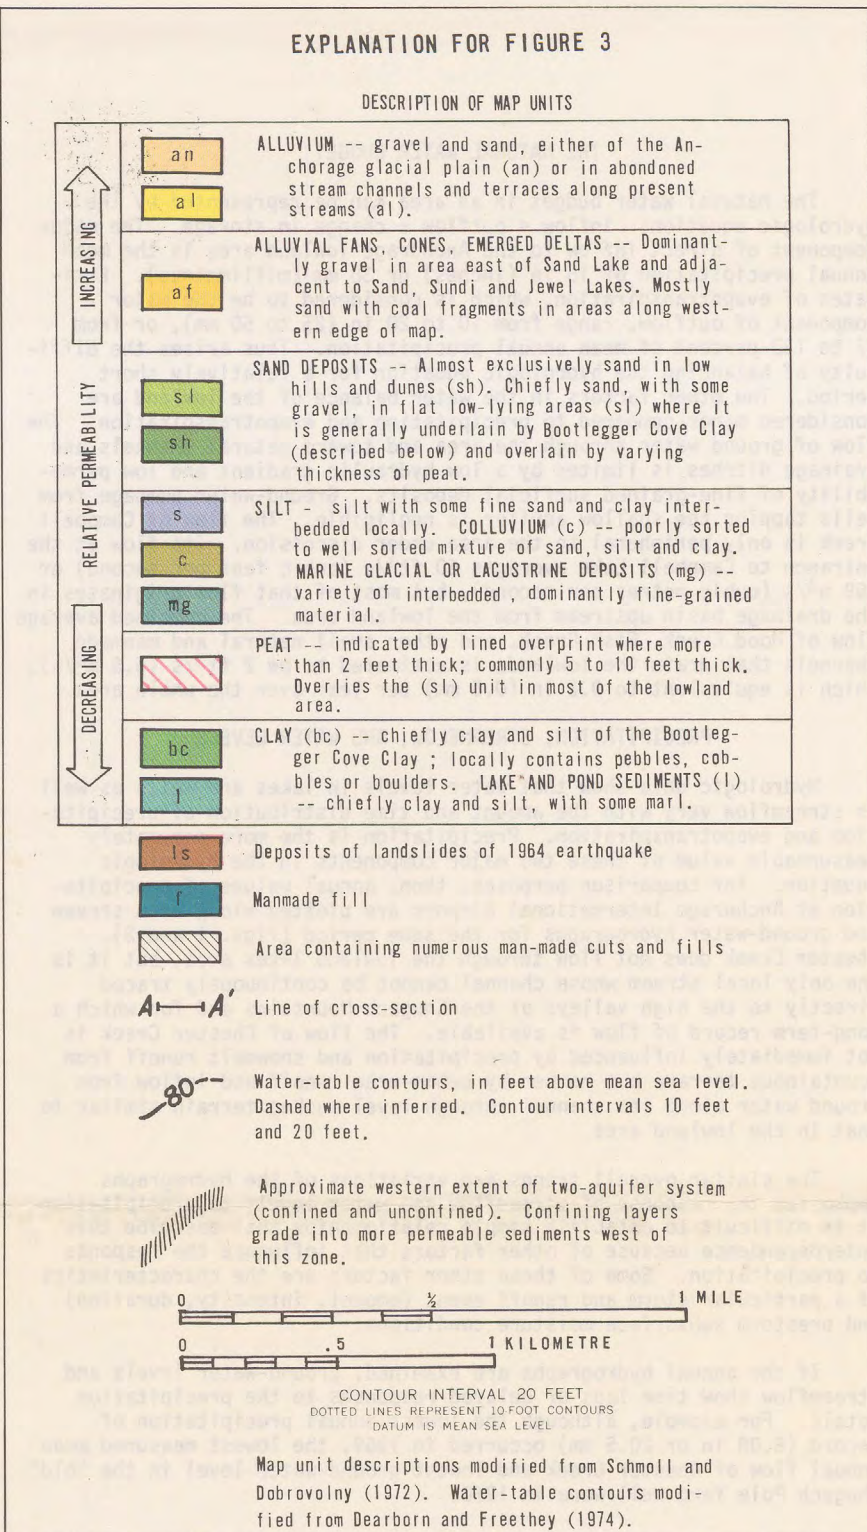 EXPLANATION FOR FIGURE 3
DESCRIPTION OF MAP UNITS
RELATIVE PERMEABILITY
INCREASING
DECREASING
an
al
ALLUVIUM -- gravel and sand, either of the An-
chorage glacial plain (an) or in abondoned
stream channels and terraces along present
streams (al).
af
ALLUVIAL FANS, CONES, EMERGED DELTAS -- Dominant-
ly gravel in area east of Sand Lake and adja-
cent to Sand, Sundi and Jewel Lakes. Mostly
sand with coal fragments in areas along west-
ern edge of map.
sl
sh
SAND DEPOSITS -- Almost exclusively sand in low
hills and dunes (sh). Chiefly sand, with some
gravel, in flat low-lying areas (sl) where it
is generally underlain by Bootlegger Cove Clay
(described below) and overlain by varying
thickness of peat.
s
c
mg
SILT - silt with some fine sand and clay inter-
bedded locally. COLLUVIUM (c) -- poorly sorted
to well sorted mixture of sand, silt and clay.
MARINE GLACIAL OR LACUSTRINE DEPOSITS (mg) --
variety of interbedded, dominantly fine-grained
material.
PEAT -- indicated by lined overprint where more
than 2 feet thick; commonly 5 to 10 feet thick.
Overlies the (sl) unit in most of the lowland
area.
bc
l
CLAY (bc) -- chiefly clay and silt of the Bootleg-
ger Cove Clay ; locally contains pebbles, cob-
bles or boulders. LAKE AND POND SEDIMENTS (l)
-- chiefly clay and silt, with some marl.
ls
Deposits of landslides of 1964 earthquake
r
Manmade fill
Area containing numerous man-made cuts and fills
A A'
Line of cross-section
80
Water-table contours, in feet above mean sea level.
Dashed where inferred. Contour intervals 10 feet
and 20 feet.
Approximate western extent of two-aquifer system
(confined and unconfined). Confining layers
grade into more permeable sediments west of
this zone.
0 ½ 1 MILE
0 .5 1 KILOMETRE
CONTOUR INTERVAL 20 FEET
DOTTED LINES REPRESENT 10-FOOT CONTOURS
DATUM IS MEAN SEA LEVEL
Map unit descriptions modified from Schmoll and
Dobrovolny (1972). Water-table contours modi-
fied from Dearborn and Freethey (1974).